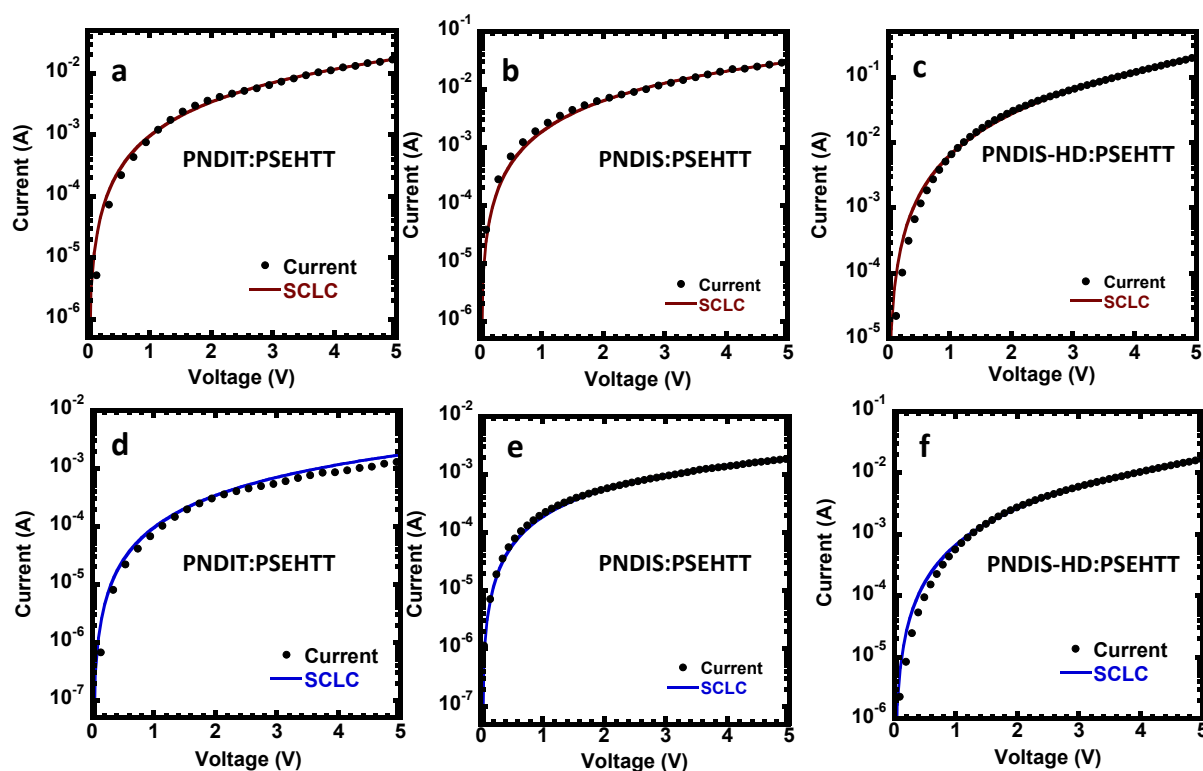 a
10⁻²
10⁻³
10⁻⁴
10⁻⁵
10⁻⁶
Current (A)
PNDIT:PSEHTT
Current
SCLC
0 1 2 3 4 5
Voltage (V)
b
10⁻¹
10⁻²
10⁻³
10⁻⁴
10⁻⁵
10⁻⁶
Current (A)
PNDIS:PSEHTT
Current
SCLC
0 1 2 3 4 5
Voltage (V)
c
10⁻¹
10⁻²
10⁻³
10⁻⁴
10⁻⁵
Current (A)
PNDIS-HD:PSEHTT
Current
SCLC
0 1 2 3 4 5
Voltage (V)
d
10⁻²
10⁻³
10⁻⁴
10⁻⁵
10⁻⁶
10⁻⁷
Current (A)
PNDIT:PSEHTT
Current
SCLC
0 1 2 3 4 5
Voltage (V)
e
10⁻²
10⁻³
10⁻⁴
10⁻⁵
10⁻⁶
10⁻⁷
Current (A)
PNDIS:PSEHTT
Current
SCLC
0 1 2 3 4 5
Voltage (V)
f
10⁻¹
10⁻²
10⁻³
10⁻⁴
10⁻⁵
10⁻⁶
Current (A)
PNDIS-HD:PSEHTT
Current
SCLC
0 1 2 3 4 5
Voltage (V)